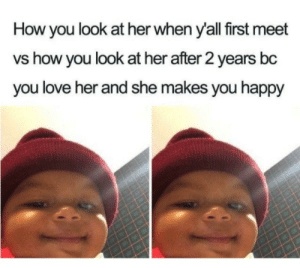 How you look at her when y'all first meet
vs how you look at her after 2 years bc
you love her and she makes you happy